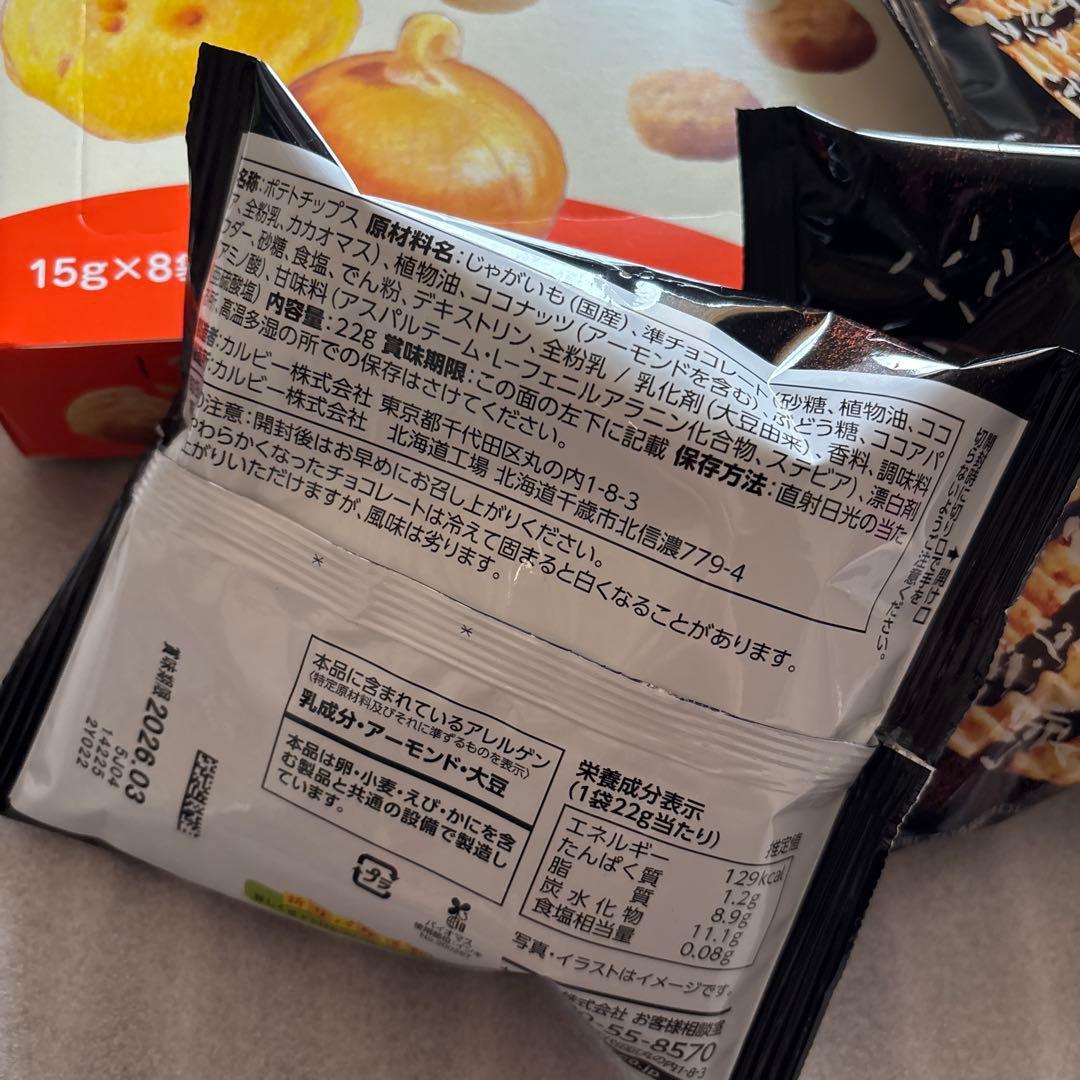 15g×8袋
名称:ポテトチップス 原材料名:じゃがいも(国産)、準チョコレート(砂糖、植物油、ココ
ア、全粉乳、カカオマス)、植物油、ココナッツ(アーモンドを含む)、ぶどう糖、ココアパ
ウダー、砂糖、食塩、でん粉、デキストリン、全粉乳 / 乳化剤(大豆由来)、香料、調味料
(アミノ酸)、甘味料(アスパルテーム・L-フェニルアラニン化合物、ステビア)、漂白剤
(亜硫酸塩) 内容量:22g 賞味期限:この面の左下に記載 保存方法:直射日光の当た
る所、高温多湿の所での保存はさけてください。
者:カルビー株式会社 東京都千代田区丸の内1-8-3
:カルビー株式会社 北海道工場 北海道千歳市北信濃779-4
の注意:開封後はお早めにお召し上がりください。
やわらかくなったチョコレートは冷えて固まると白くなることがあります。
上がりいただけますが、風味は劣ります。
開封時に切り口で手を
切らないようご注意ください。
開け口
賞味期限 2026.03
5J04
14225
2Y022
本品に含まれているアレルゲン
(特定原材料及びそれに準ずるものを表示)
乳成分・アーモンド・大豆
本品は卵・小麦・えび・かにを含
む製品と共通の設備で製造し
ています。
プラ
バイオマス
栄養成分表示
(1袋22g当たり)
推定値
エネルギー 129kcal
たんぱく質 1.2g
脂質 8.9g
炭水化物 11.1g
食塩相当量 0.08g
写真・イラストはイメージです。
株式会社 お客様相談室
-55-8570
丸の内1-8-3